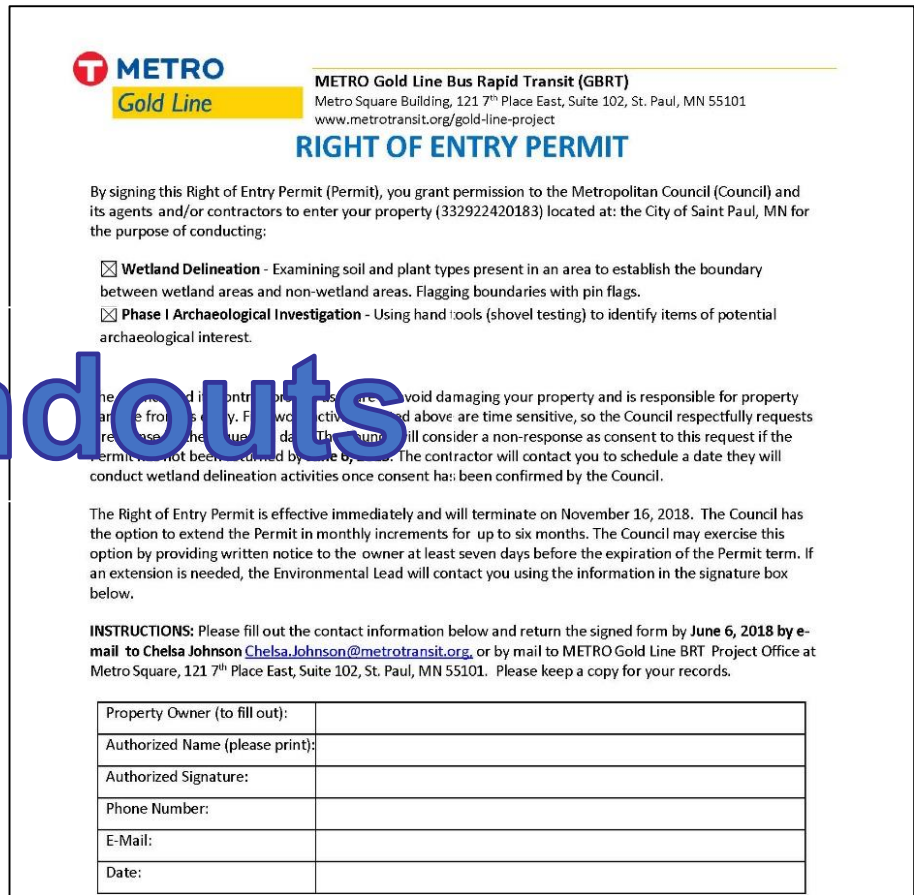 T METRO
Gold Line
METRO Gold Line Bus Rapid Transit (GBRT)
Metro Square Building, 121 7th Place East, Suite 102, St. Paul, MN 55101
www.metrotransit.org/gold-line-project
RIGHT OF ENTRY PERMIT
By signing this Right of Entry Permit (Permit), you grant permission to the Metropolitan Council (Council) and
its agents and/or contractors to enter your property (332922420183) located at: the City of Saint Paul, MN for
the purpose of conducting:
☒ Wetland Delineation - Examining soil and plant types present in an area to establish the boundary
between wetland areas and non-wetland areas. Flagging boundaries with pin flags.
☒ Phase I Archaeological Investigation - Using hand tools (shovel testing) to identify items of potential
archaeological interest.
ndouts
damaging your property and is responsible for property
above are time sensitive, so the Council respectfully requests
will consider a non-response as consent to this request if the
not been by The contractor will contact you to schedule a date they will
conduct wetland delineation activities once consent has been confirmed by the Council.
The Right of Entry Permit is effective immediately and will terminate on November 16, 2018. The Council has
the option to extend the Permit in monthly increments for up to six months. The Council may exercise this
option by providing written notice to the owner at least seven days before the expiration of the Permit term. If
an extension is needed, the Environmental Lead will contact you using the information in the signature box
below.
INSTRUCTIONS: Please fill out the contact information below and return the signed form by June 6, 2018 by e-
mail to Chelsa Johnson Chelsa.Johnson@metrotransit.org, or by mail to METRO Gold Line BRT Project Office at
Metro Square, 121 7th Place East, Suite 102, St. Paul, MN 55101. Please keep a copy for your records.
Property Owner (to fill out):
Authorized Name (please print):
Authorized Signature:
Phone Number:
E-Mail:
Date: